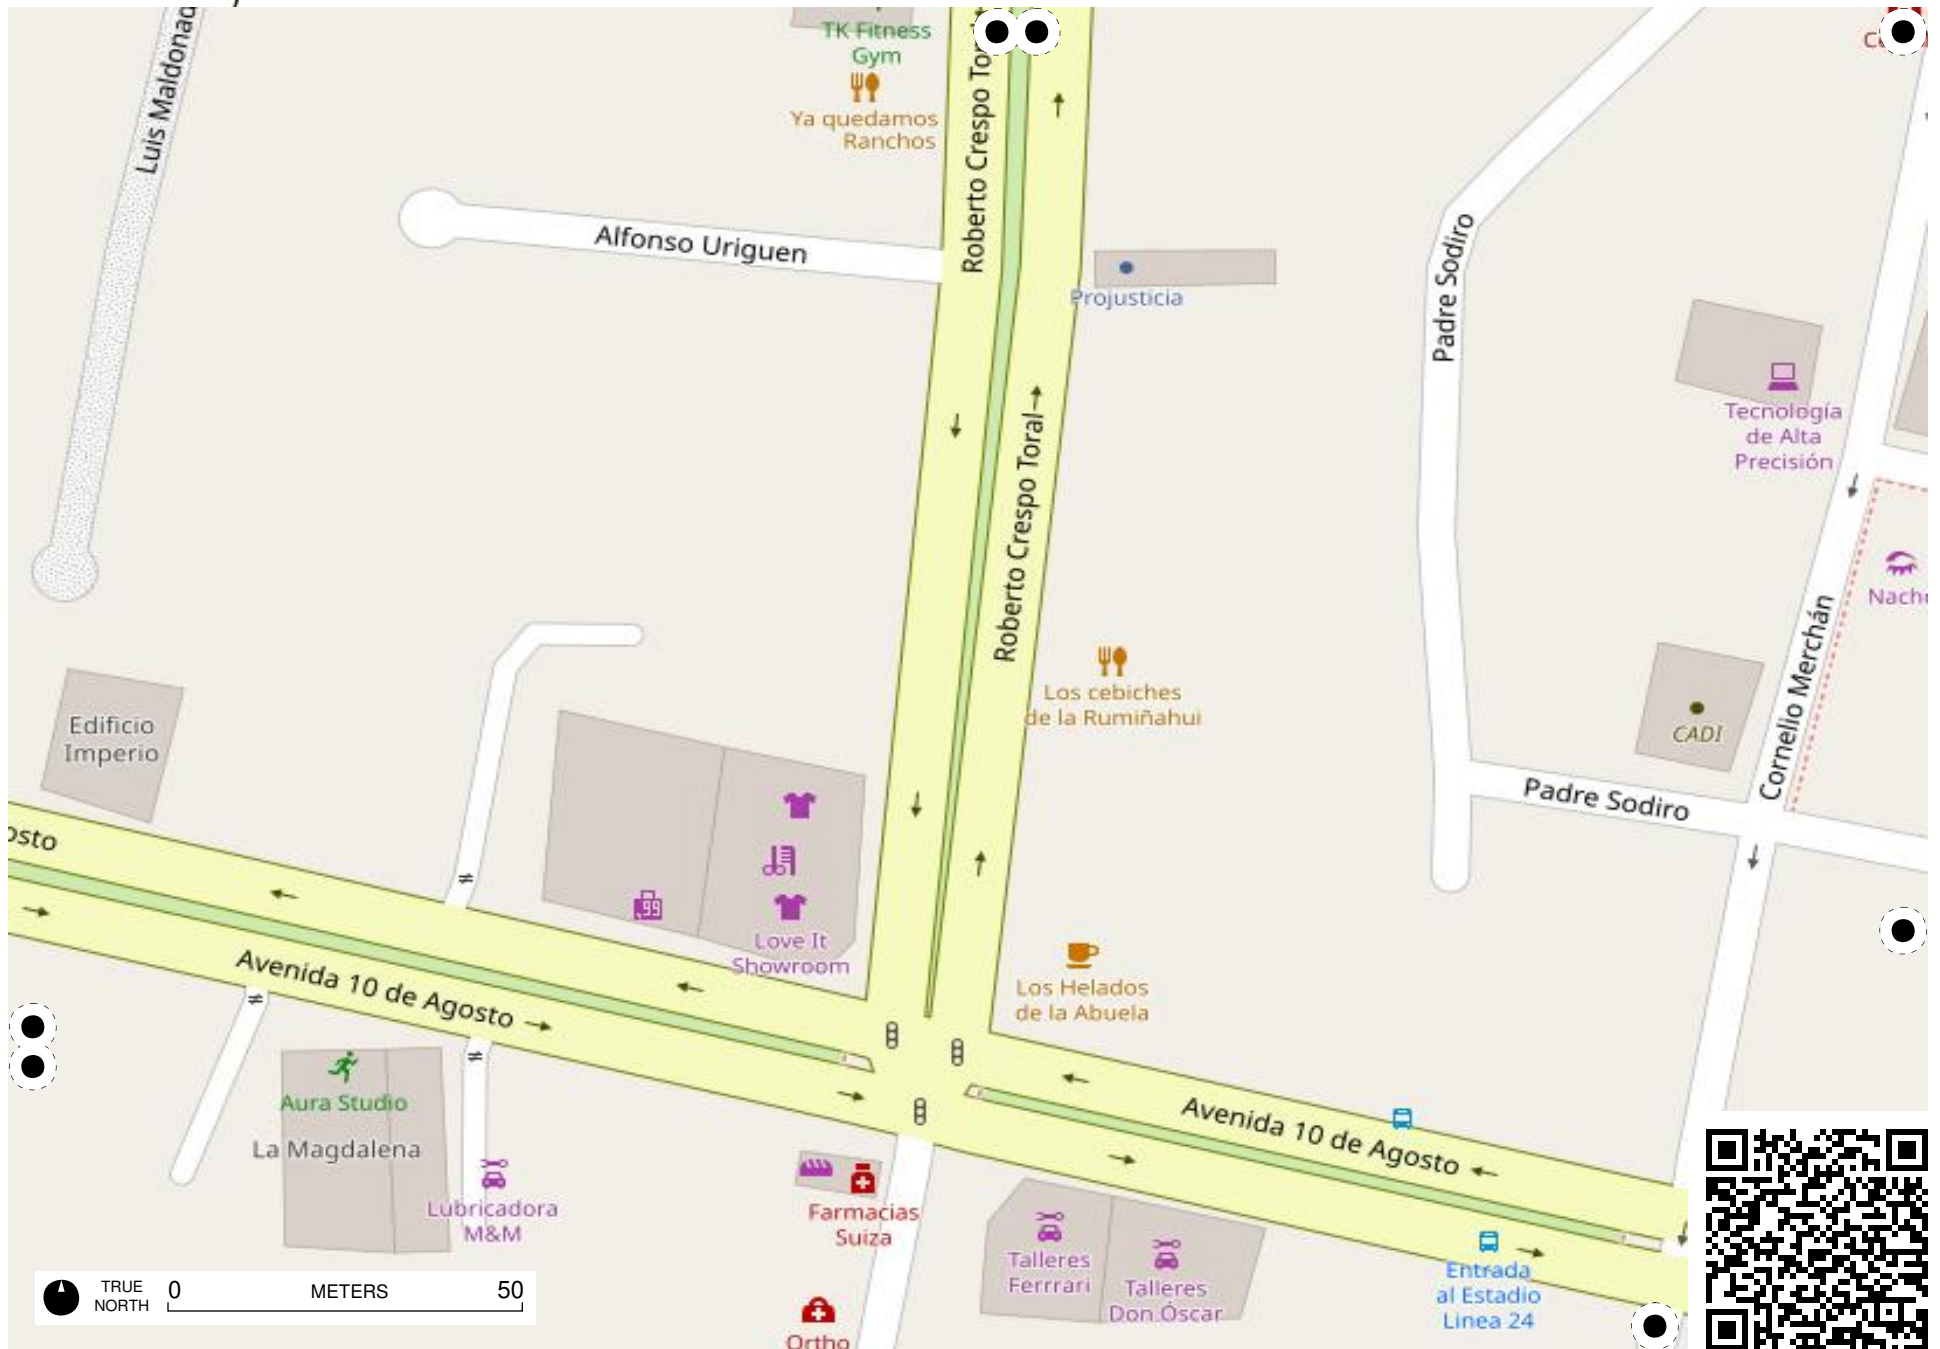 Luis Maldonad
TK Fitness
Gym
Ya quedamos
Ranchos
Roberto Crespo Tor
Alfonso Uriguen
Projusticia
Padre Sodiro
Tecnología
de Alta
Precisión
Roberto Crespo Toral
Nach
Los cebiches
de la Rumiñahui
Edificio
Imperio
CADI
Cornelio Merchán
Padre Sodiro
osto
.99
Love It
Showroom
Avenida 10 de Agosto
Los Helados
de la Abuela
Aura Studio
La Magdalena
Avenida 10 de Agosto
Lubricadora
M&M
Farmacias
Suiza
Talleres
Ferrrari
Talleres
Don Óscar
Entrada
al Estadio
Linea 24
Ortho
TRUE
NORTH
0 METERS 50